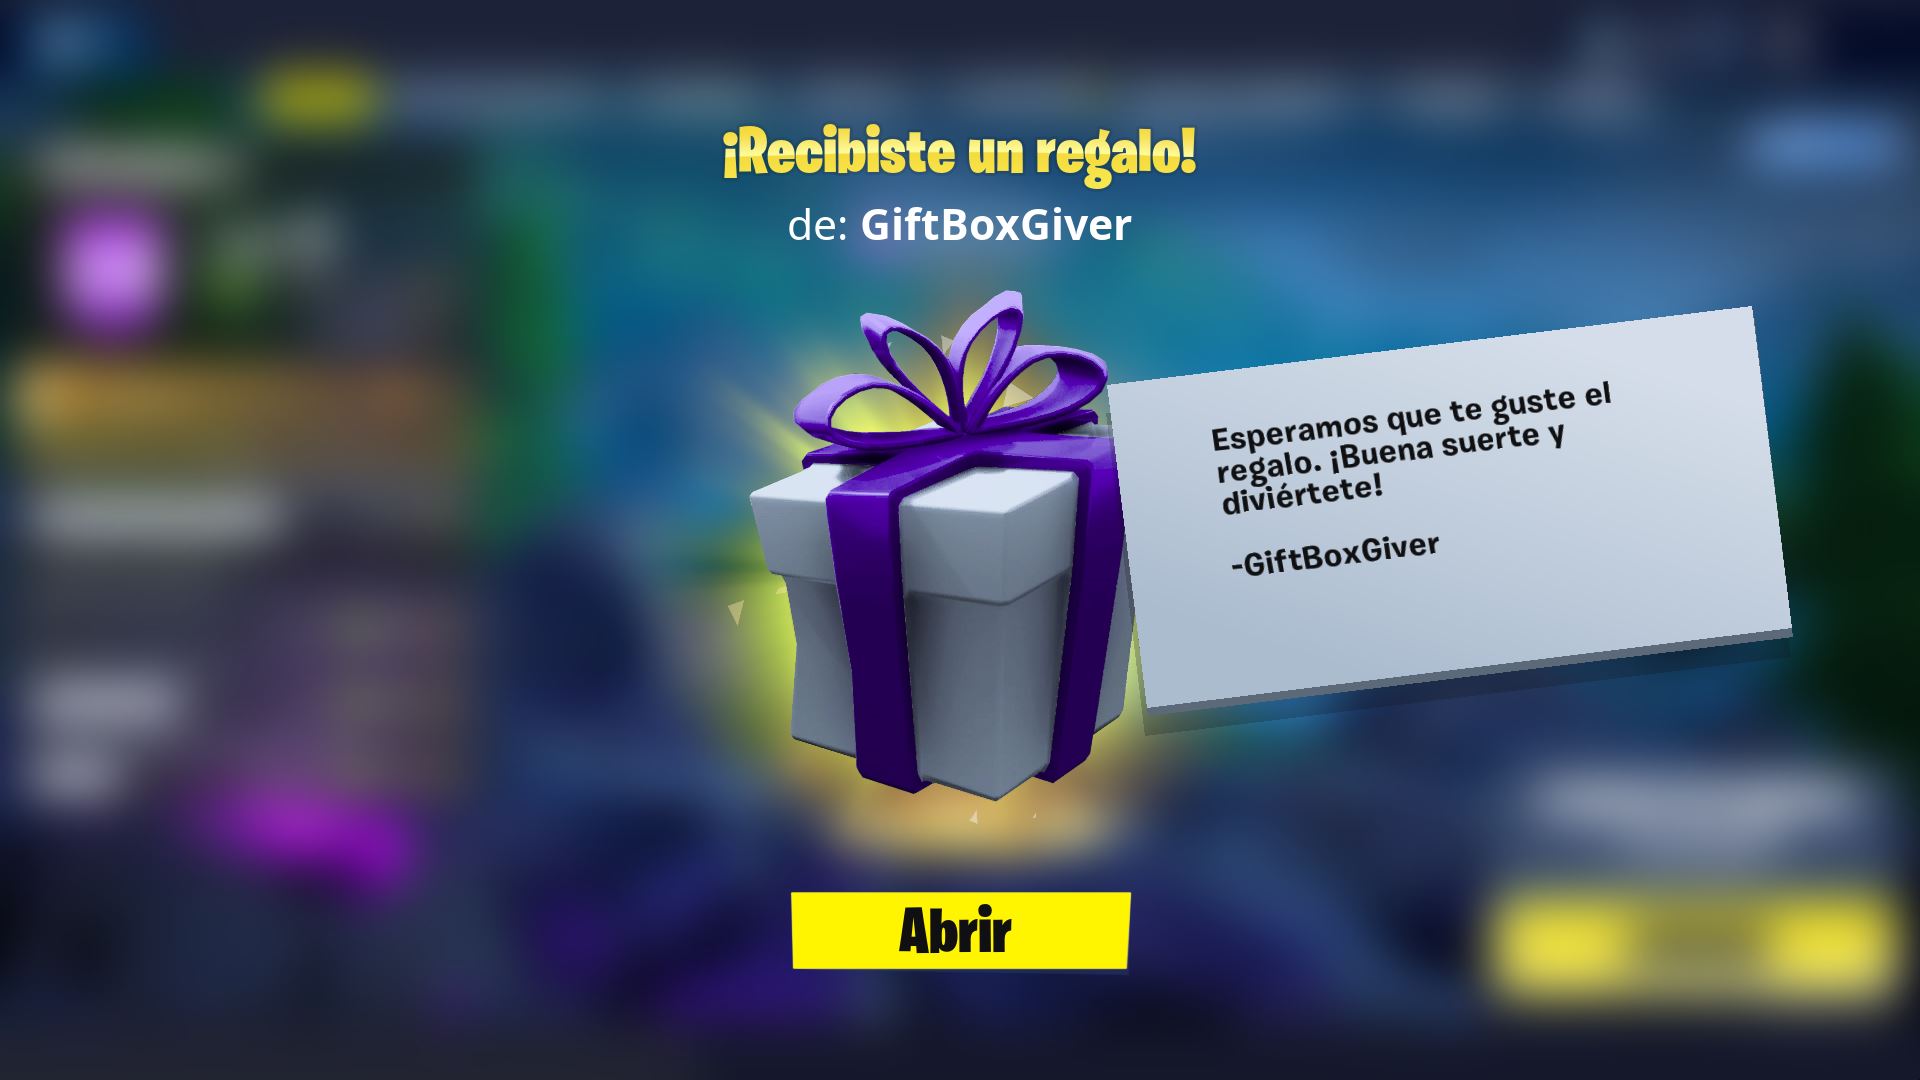 ¡Recibiste un regalo!
de: GiftBoxGiver
Esperamos que te guste el
regalo. ¡Buena suerte y
diviértete!
-GiftBoxGiver
Abrir